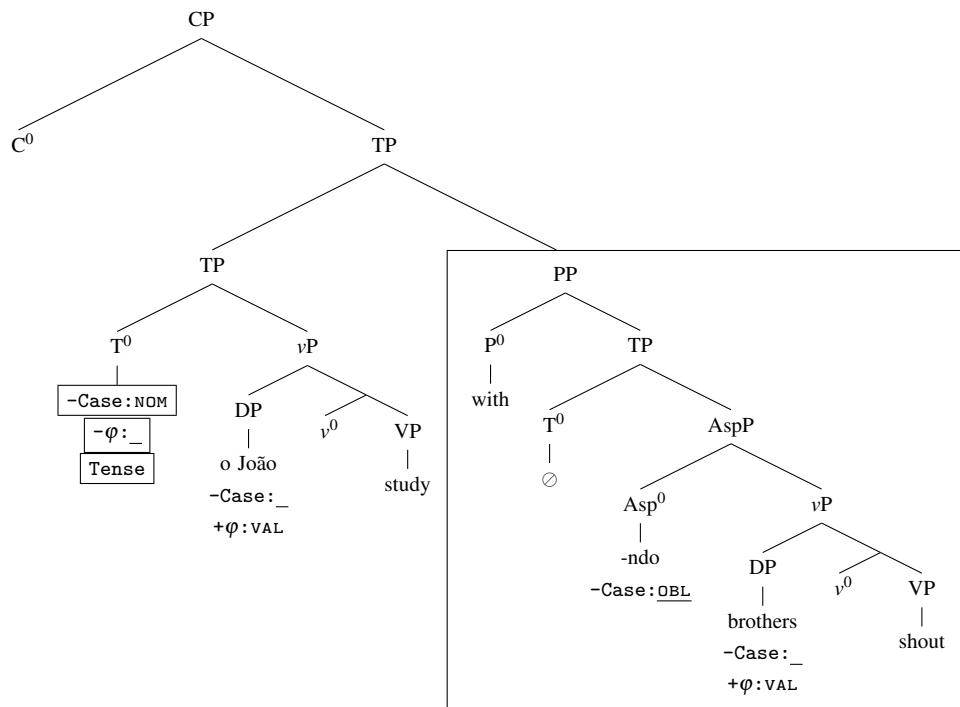 CP
C⁰ TP
TP PP
T⁰ vP P⁰ TP
-Case:NOM DP v⁰ VP with T⁰ AspP
-φ:_ o João study ∅ Asp⁰ vP
Tense -Case:_ -ndo DP v⁰ VP
+φ:VAL -Case:OBL brothers shout
-Case:_
+φ:VAL